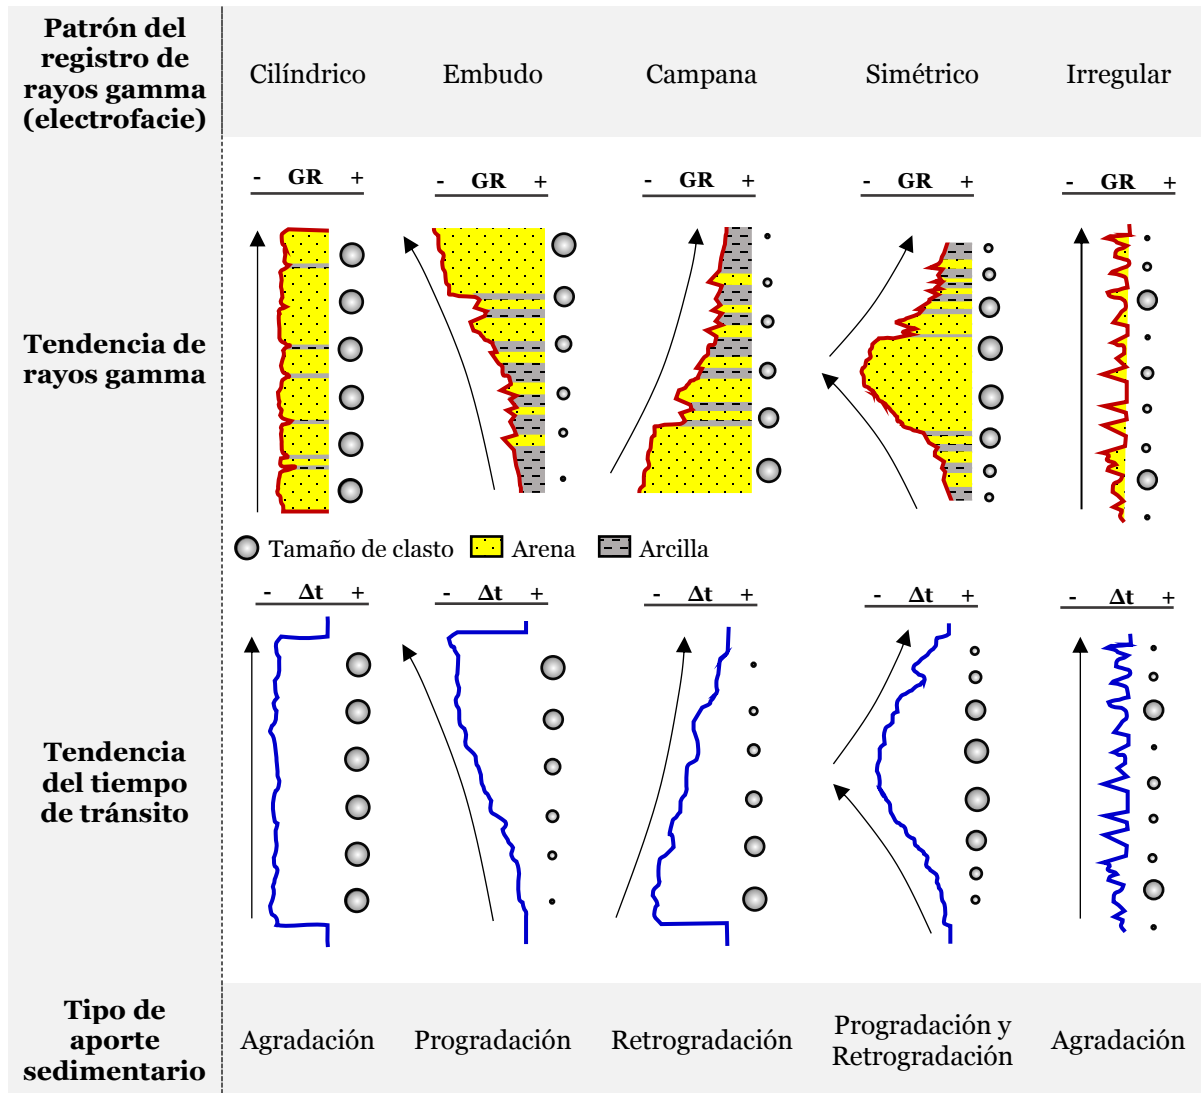 Patrón del
registro de
rayos gamma
(electrofacie)
Cilíndrico
Embudo
Campana
Simétrico
Irregular
- GR +
- GR +
- GR +
- GR +
- GR +
Tendencia de
rayos gamma
Tamaño de clasto
Arena
Arcilla
- Δt +
- Δt +
- Δt +
- Δt +
- Δt +
Tendencia
del tiempo
de tránsito
Tipo de
aporte
sedimentario
Agradación
Progradación
Retrogradación
Progradación y
Retrogradación
Agradación